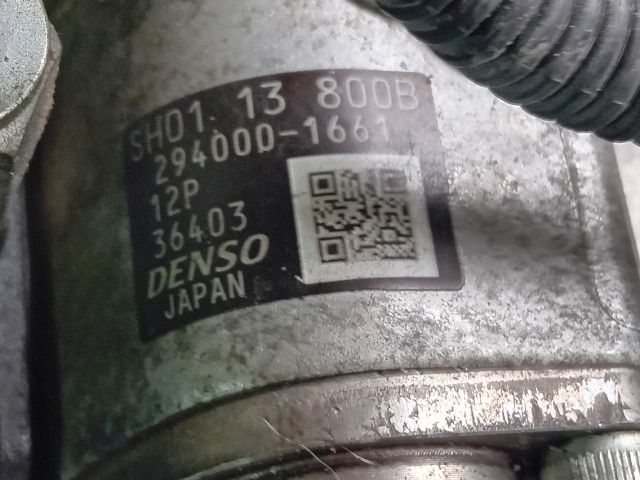 SH01 13 800B
294000-1661
12P
36403
DENSO
JAPAN